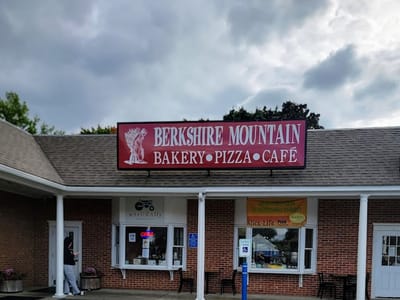 BERKSHIRE MOUNTAIN
BAKERY • PIZZA • CAFÉ